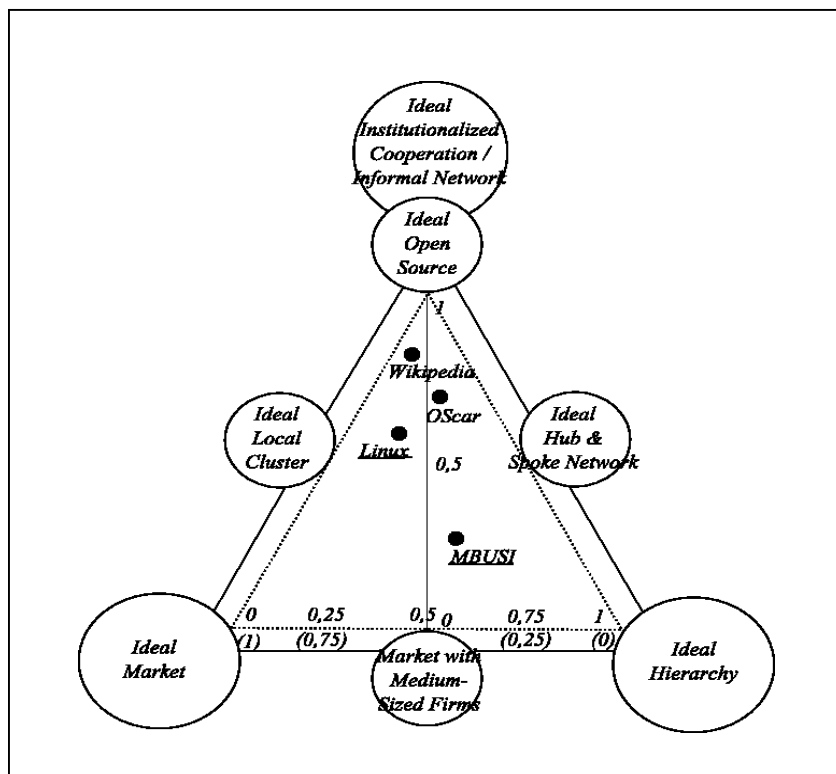 Ideal
Institutionalized
Cooperation /
Informal Network
Ideal
Open
Source
1
Wikipedia
OScar
Ideal
Local
Cluster
Ideal
Hub &
Spoke Network
Linux
0,5
MBUSI
0 0,25 0,5 0 0,75 1
(1) (0,75) (0,25) (0)
Ideal
Market
Market with
Medium-
Sized Firms
Ideal
Hierarchy